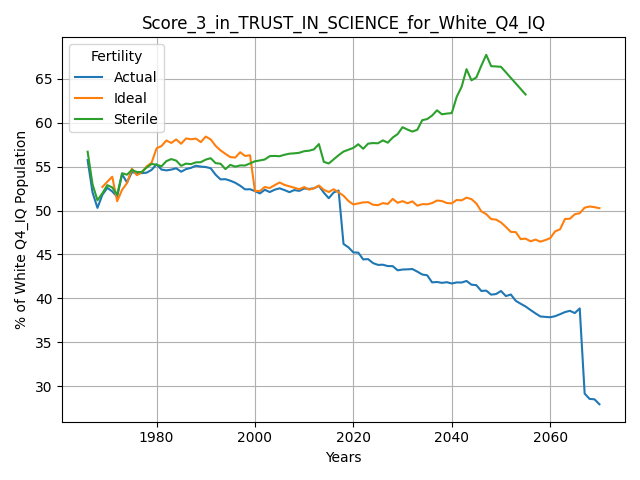 Score_3_in_TRUST_IN_SCIENCE_for_White_Q4_IQ
Fertility
Actual
Ideal
Sterile
% of White Q4_IQ Population
65
60
55
50
45
40
35
30
1980
2000
2020
2040
2060
Years